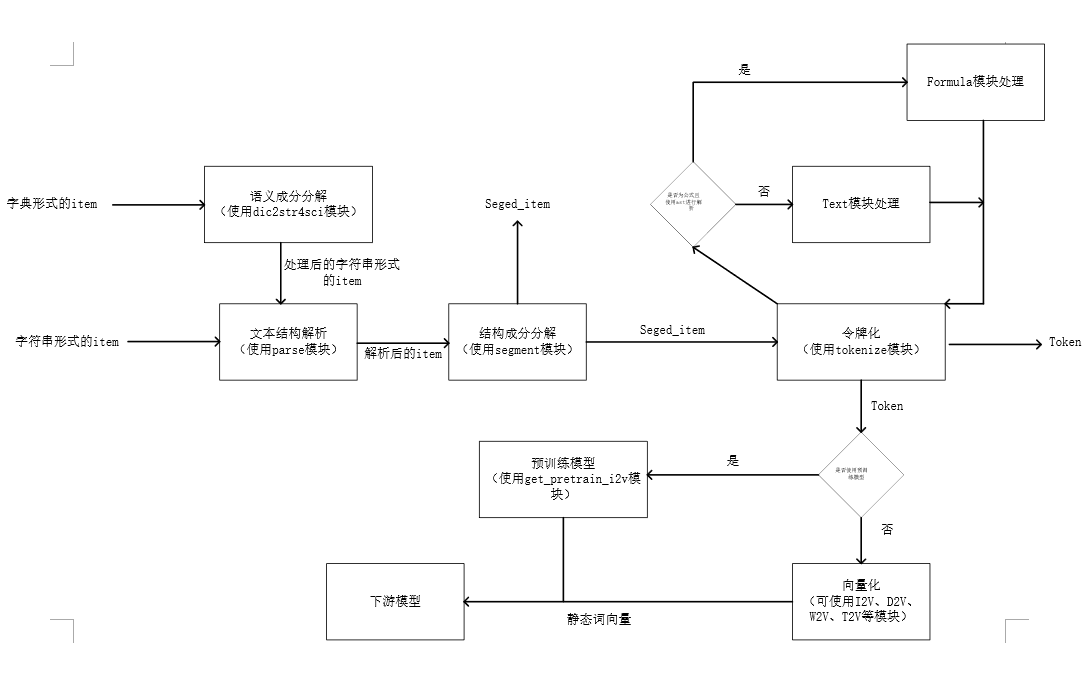 是
Formula模块处理
语义成分分解
（使用dic2str4sci模块）
字典形式的item
是否为公式且
使用ast进行解
析
否
Text模块处理
Seged_item
处理后的字符串形式
的item
字符串形式的item
文本结构解析
（使用parse模块）
解析后的item
结构成分分解
（使用segment模块）
Seged_item
令牌化
（使用tokenize模块）
Token
Token
预训练模型
（使用get_pretrain_i2v模
块）
是
是否使用预训
练模型
否
下游模型
静态词向量
向量化
（可使用I2V、D2V、
W2V、T2V等模块）